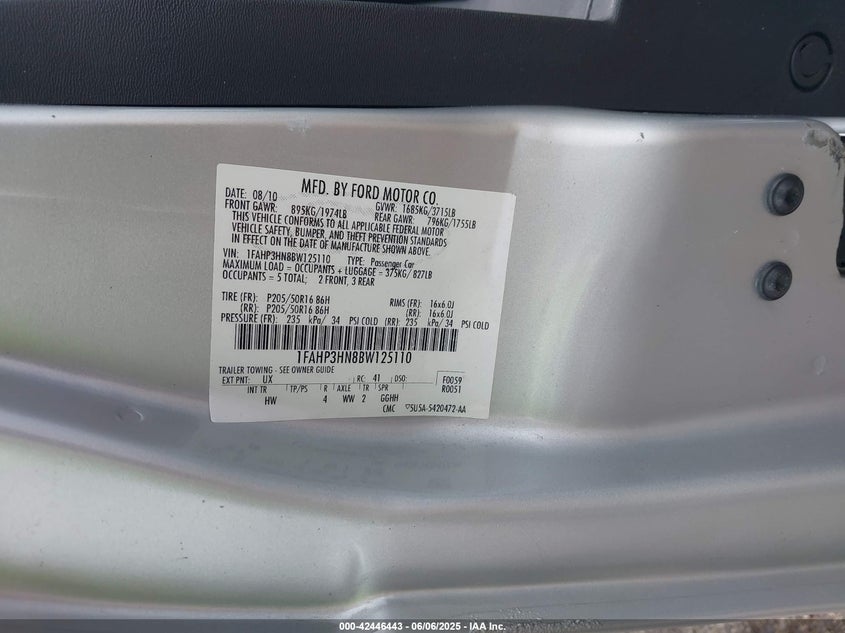 MFD. BY FORD MOTOR CO.
DATE: 08/10 GVWR: 1685KG/3715LB
FRONT GAWR: 895KG/1974LB REAR GAWR: 796KG/1755LB
THIS VEHICLE CONFORMS TO ALL APPLICABLE FEDERAL MOTOR
VEHICLE SAFETY, BUMPER, AND THEFT PREVENTION STANDARDS
IN EFFECT ON THE DATE OF MANUFACTURE SHOWN ABOVE.
VIN: 1FAHP3HN8BW125110 TYPE: Passenger Car
MAXIMUM LOAD = OCCUPANTS + LUGGAGE = 375KG/ 827LB
OCCUPANTS = 5 TOTAL; 2 FRONT, 3 REAR
TIRE (FR): P205/50R16 86H RIMS (FR): 16x6.0J
(RR): P205/50R16 86H (RR): 16x6.0J
PRESSURE (FR): 235 kPa/ 34 PSI COLD (RR): 235 kPa/ 34 PSI COLD
1FAHP3HN8BW125110
TRAILER TOWING - SEE OWNER GUIDE
EXT PNT: UX RC: 41 DSO: F0059
INT TR TP/PS R AXLE TR SPR R0051
HW 4 WW 2 GGHH
CMC 5U5A-5420472-AA
000-42446443 - 06/06/2025 - IAA Inc.